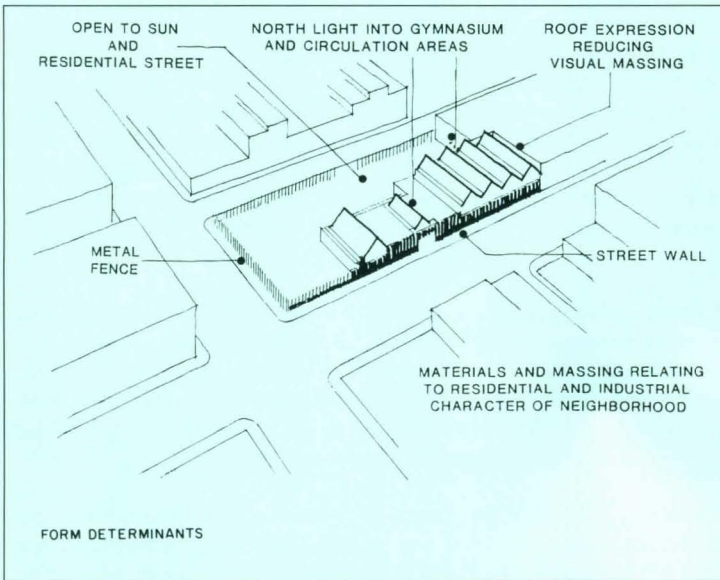 OPEN TO SUN
AND
RESIDENTIAL STREET
NORTH LIGHT INTO GYMNASIUM
AND CIRCULATION AREAS
ROOF EXPRESSION
REDUCING
VISUAL MASSING
METAL
FENCE
STREET WALL
MATERIALS AND MASSING RELATING
TO RESIDENTIAL AND INDUSTRIAL
CHARACTER OF NEIGHBORHOOD
FORM DETERMINANTS